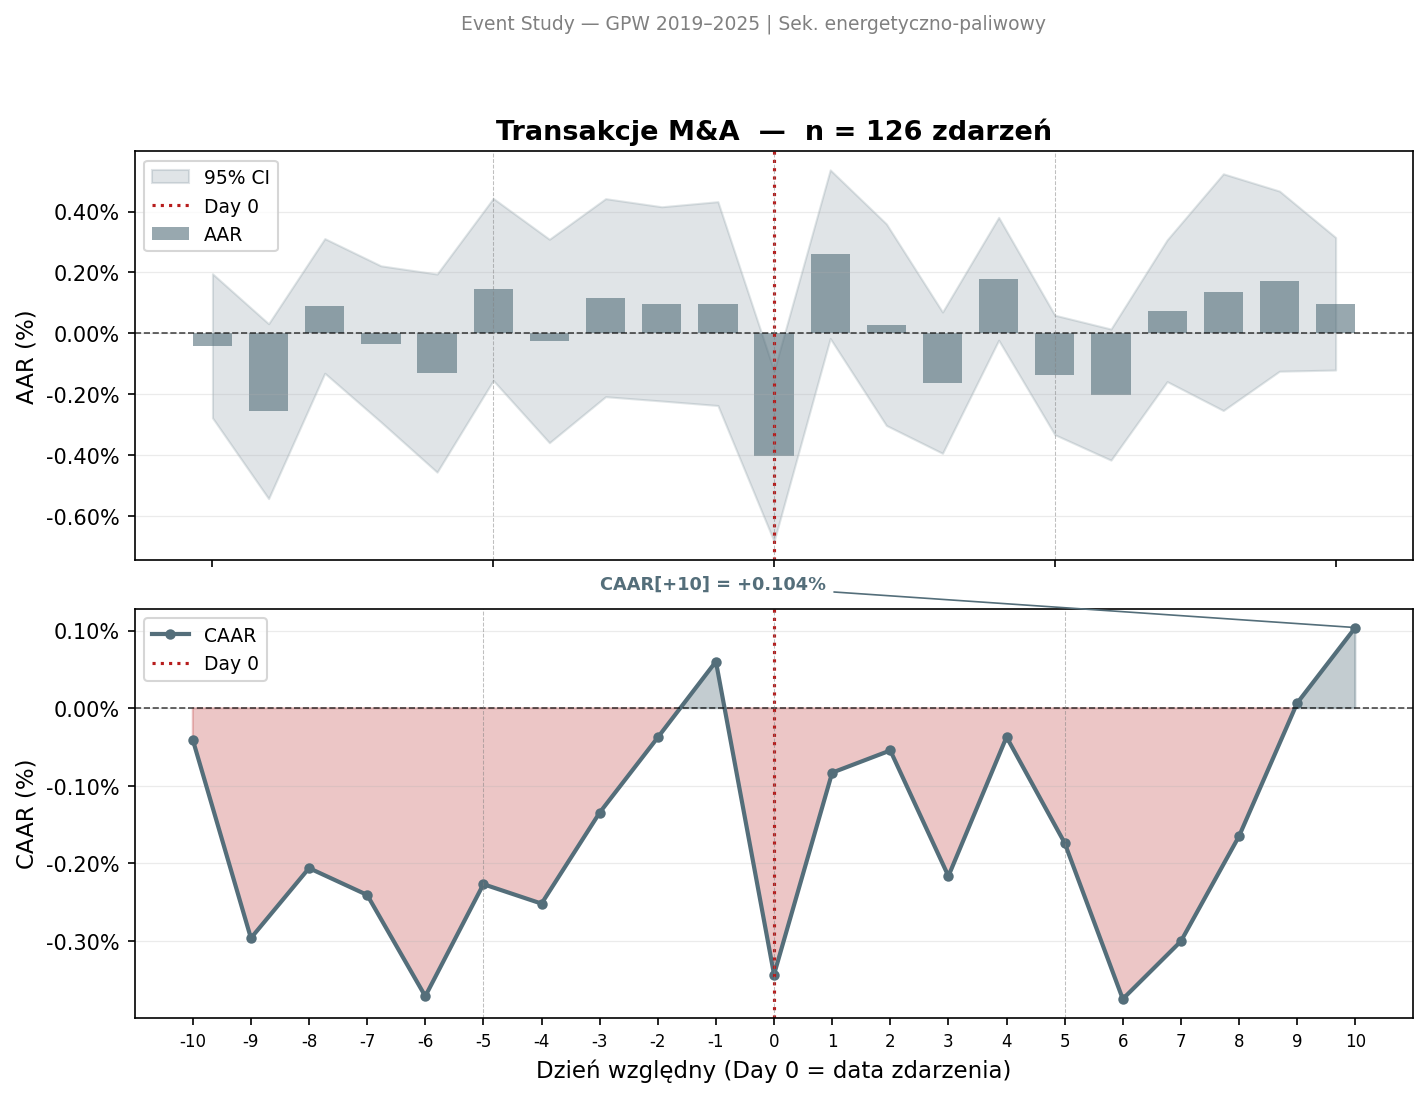 Event Study — GPW 2019–2025 | Sek. energetyczno-paliwowy
Transakcje M&A — n = 126 zdarzeń
95% CI
Day 0
AAR
AAR (%)
0.40%
0.20%
0.00%
-0.20%
-0.40%
-0.60%
CAAR[+10] = +0.104%
CAAR
Day 0
CAAR (%)
0.10%
0.00%
-0.10%
-0.20%
-0.30%
-10 -9 -8 -7 -6 -5 -4 -3 -2 -1 0 1 2 3 4 5 6 7 8 9 10
Dzień względny (Day 0 = data zdarzenia)